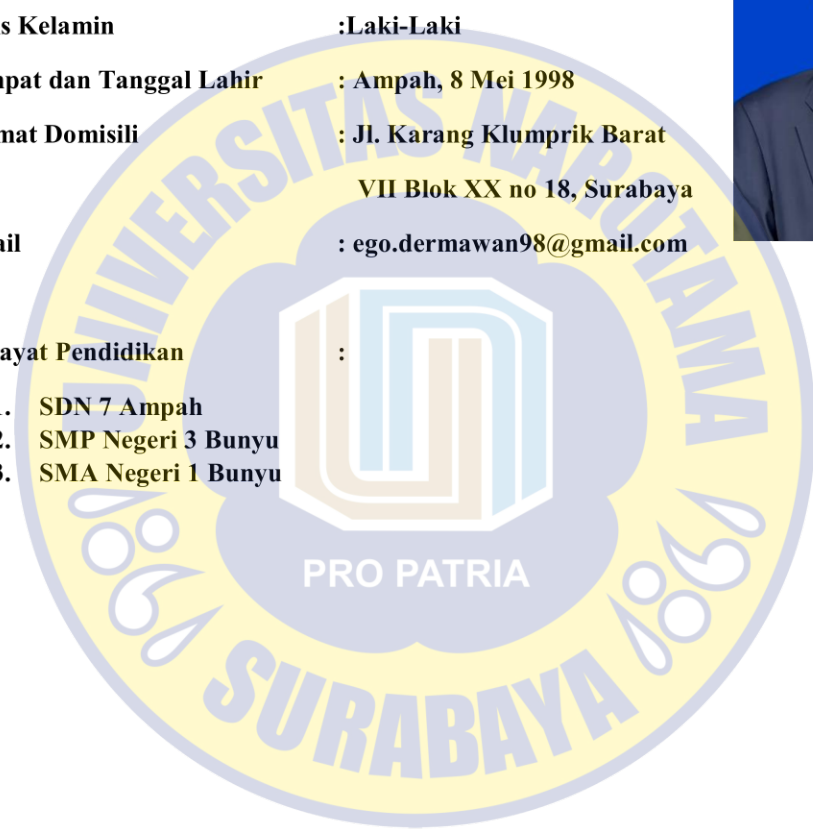 s Kelamin :Laki-Laki
pat dan Tanggal Lahir : Ampah, 8 Mei 1998
mat Domisili : Jl. Karang Klumprik Barat
VII Blok XX no 18, Surabaya
ail : ego.dermawan98@gmail.com
ayat Pendidikan :
1. SDN 7 Ampah
2. SMP Negeri 3 Bunyu
3. SMA Negeri 1 Bunyu
UNIVERSITAS NAROTAMA
PRO PATRIA
1981 1981
SURABAYA